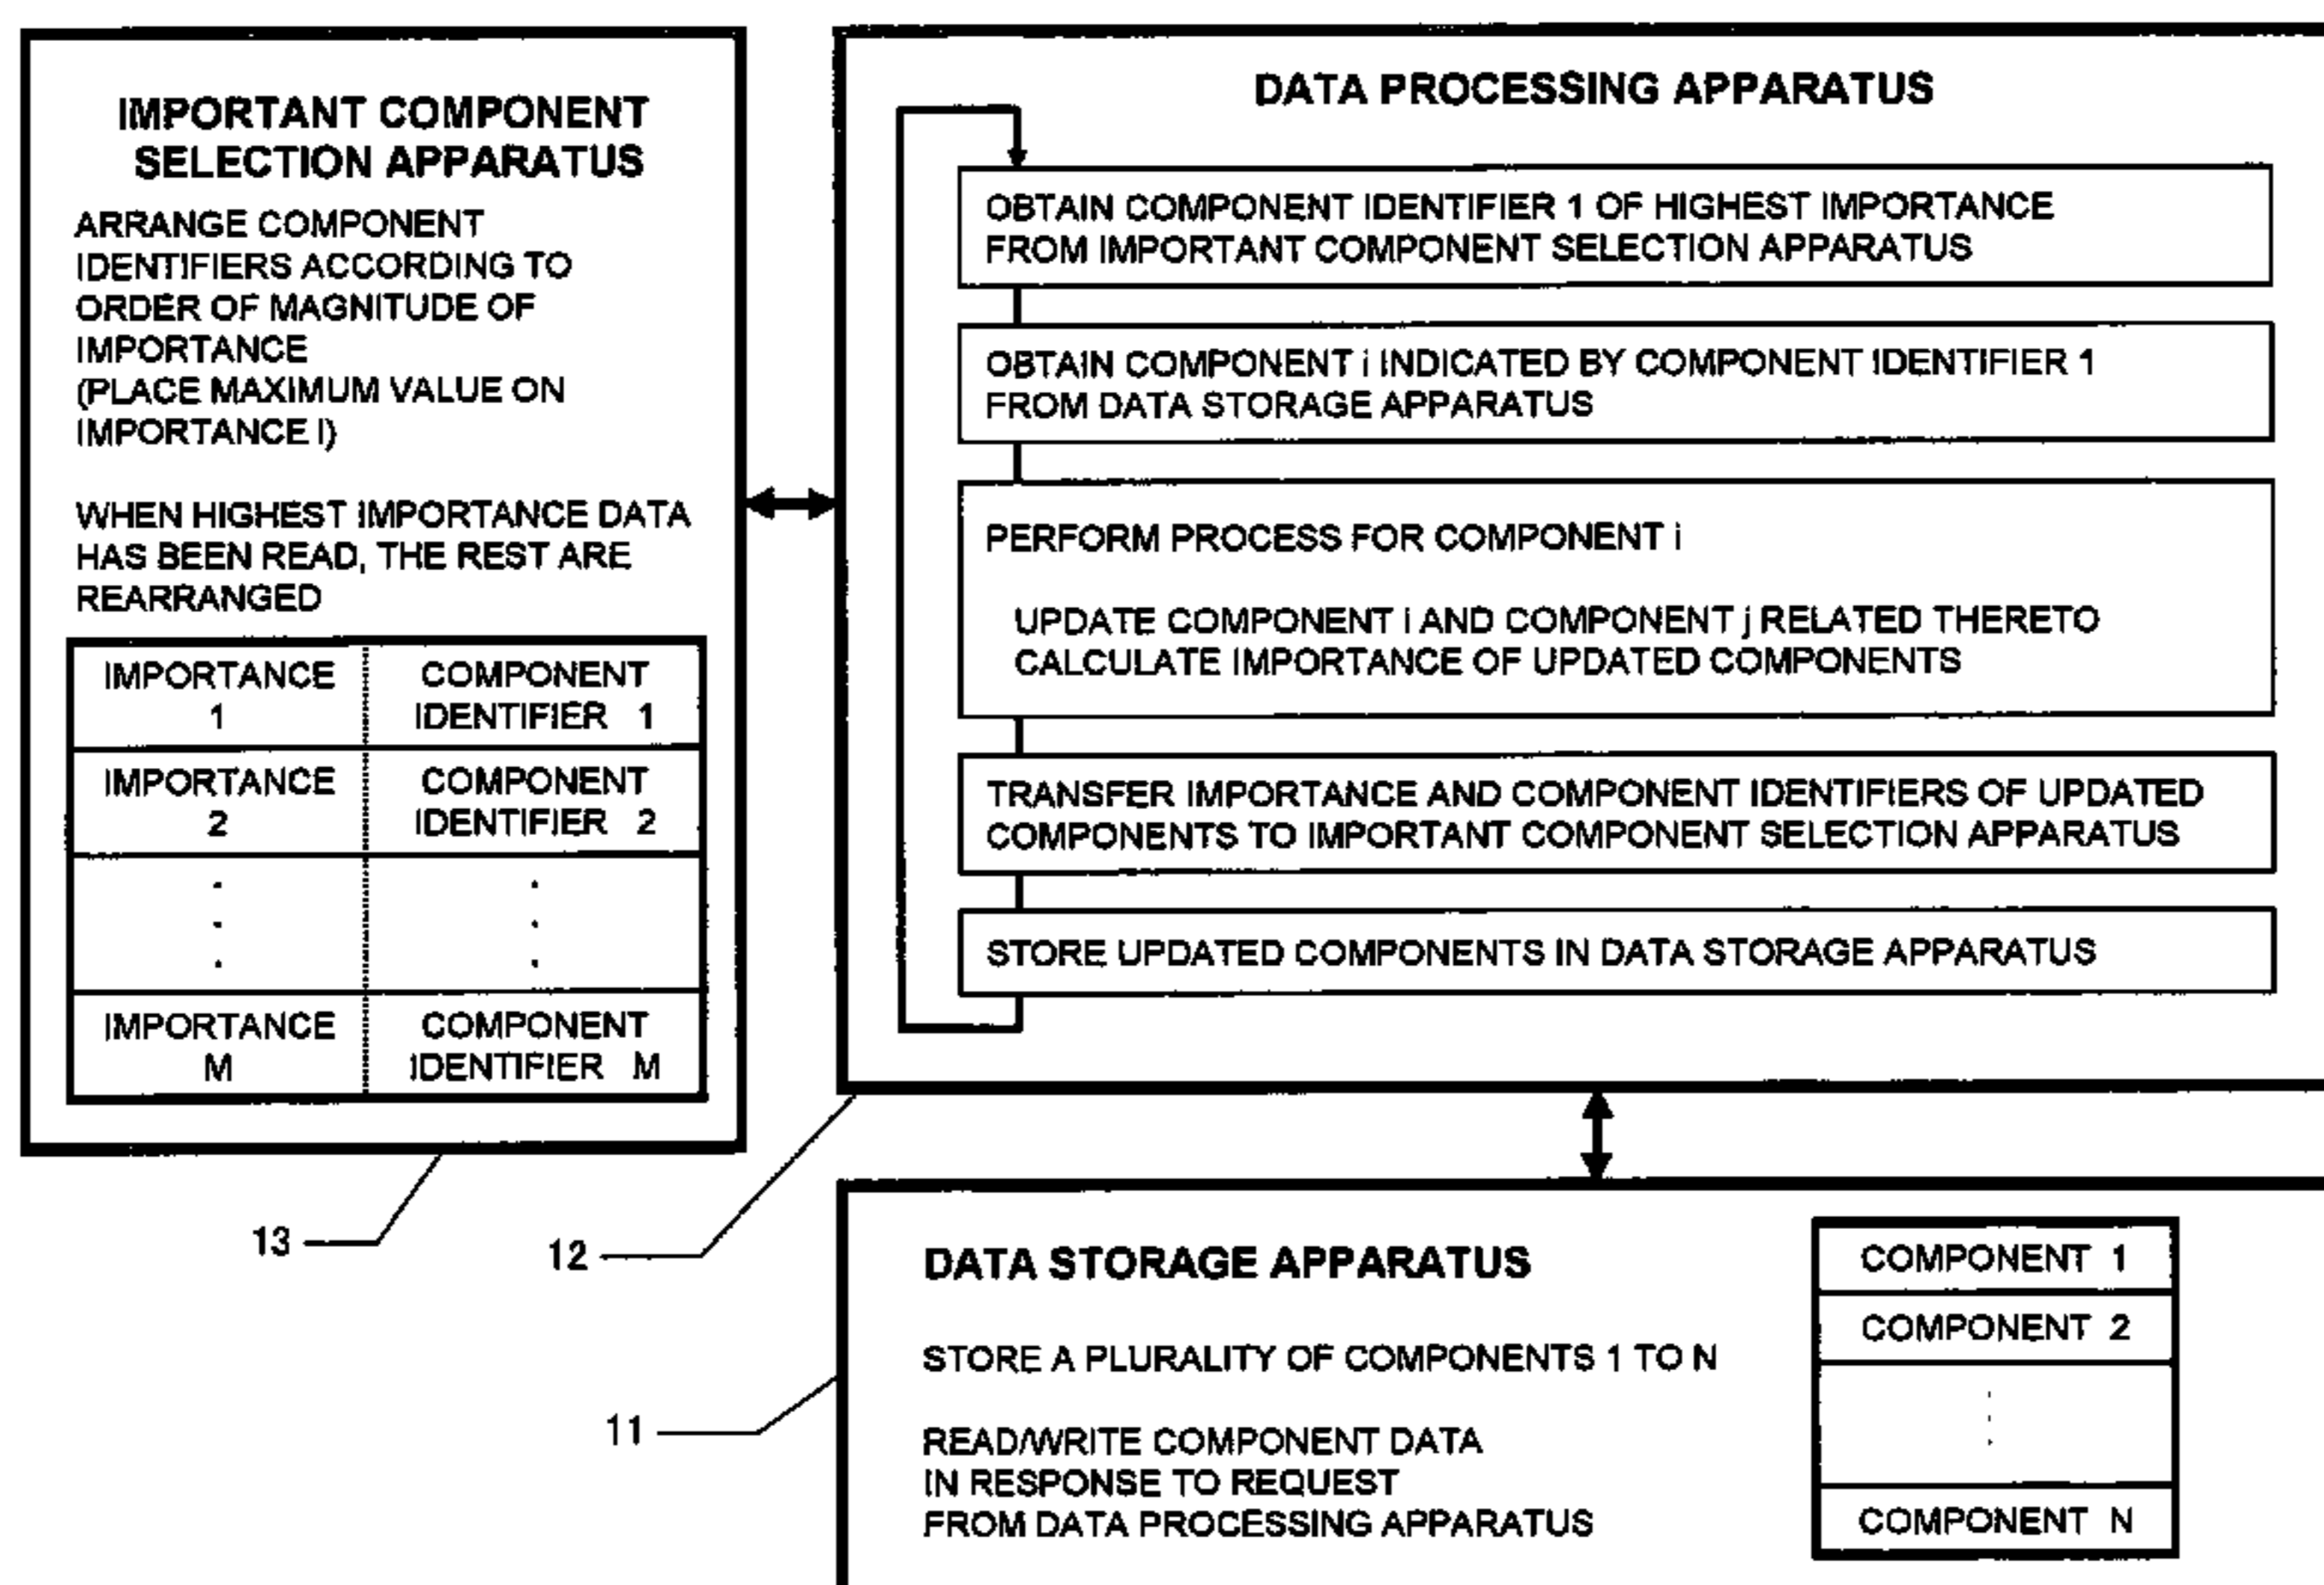 IMPORTANT COMPONENT
SELECTION APPARATUS
ARRANGE COMPONENT
IDENTIFIERS ACCORDING TO
ORDER OF MAGNITUDE OF
IMPORTANCE
(PLACE MAXIMUM VALUE ON
IMPORTANCE I)
WHEN HIGHEST IMPORTANCE DATA
HAS BEEN READ, THE REST ARE
REARRANGED
IMPORTANCE
1
COMPONENT
IDENTIFIER 1
IMPORTANCE
2
COMPONENT
IDENTIFIER 2
IMPORTANCE
M
COMPONENT
IDENTIFIER M
13
DATA PROCESSING APPARATUS
OBTAIN COMPONENT IDENTIFIER 1 OF HIGHEST IMPORTANCE
FROM IMPORTANT COMPONENT SELECTION APPARATUS
OBTAIN COMPONENT i INDICATED BY COMPONENT IDENTIFIER 1
FROM DATA STORAGE APPARATUS
PERFORM PROCESS FOR COMPONENT i
UPDATE COMPONENT i AND COMPONENT j RELATED THERETO
CALCULATE IMPORTANCE OF UPDATED COMPONENTS
TRANSFER IMPORTANCE AND COMPONENT IDENTIFIERS OF UPDATED
COMPONENTS TO IMPORTANT COMPONENT SELECTION APPARATUS
STORE UPDATED COMPONENTS IN DATA STORAGE APPARATUS
12
DATA STORAGE APPARATUS
STORE A PLURALITY OF COMPONENTS 1 TO N
READ/WRITE COMPONENT DATA
IN RESPONSE TO REQUEST
FROM DATA PROCESSING APPARATUS
COMPONENT 1
COMPONENT 2
COMPONENT N
11